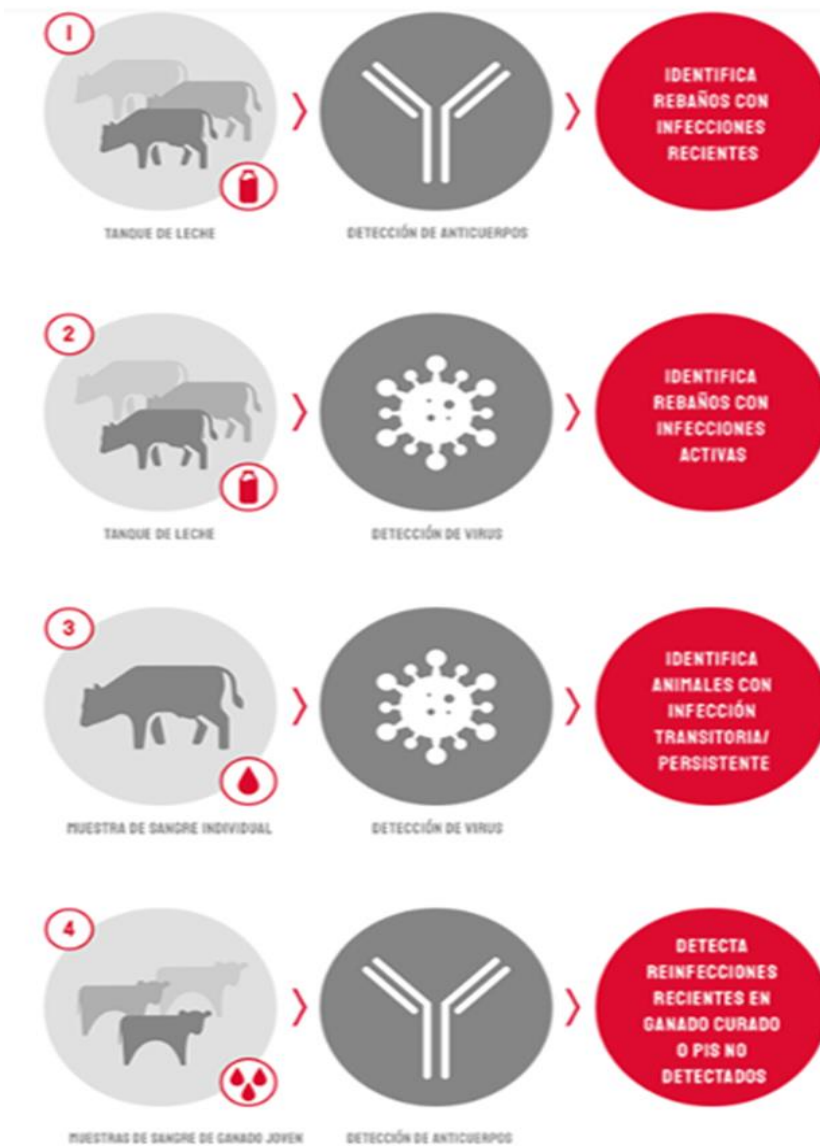 1
TANQUE DE LECHE
DETECCIÓN DE ANTICUERPOS
IDENTIFICA
REBAÑOS CON
INFECCIONES
RECIENTES
2
TANQUE DE LECHE
DETECCIÓN DE VIRUS
IDENTIFICA
REBAÑOS CON
INFECCIONES
ACTIVAS
3
MUESTRA DE SANGRE INDIVIDUAL
DETECCIÓN DE VIRUS
IDENTIFICA
ANIMALES CON
INFECCIÓN
TRANSITORIA/
PERSISTENTE
4
MUESTRAS DE SANGRE DE GANADO JOVEN
DETECCIÓN DE ANTICUERPOS
DETECTA
REINFECCIONES
RECIENTES EN
GANADO CURADO
O PIS NO
DETECTADOS